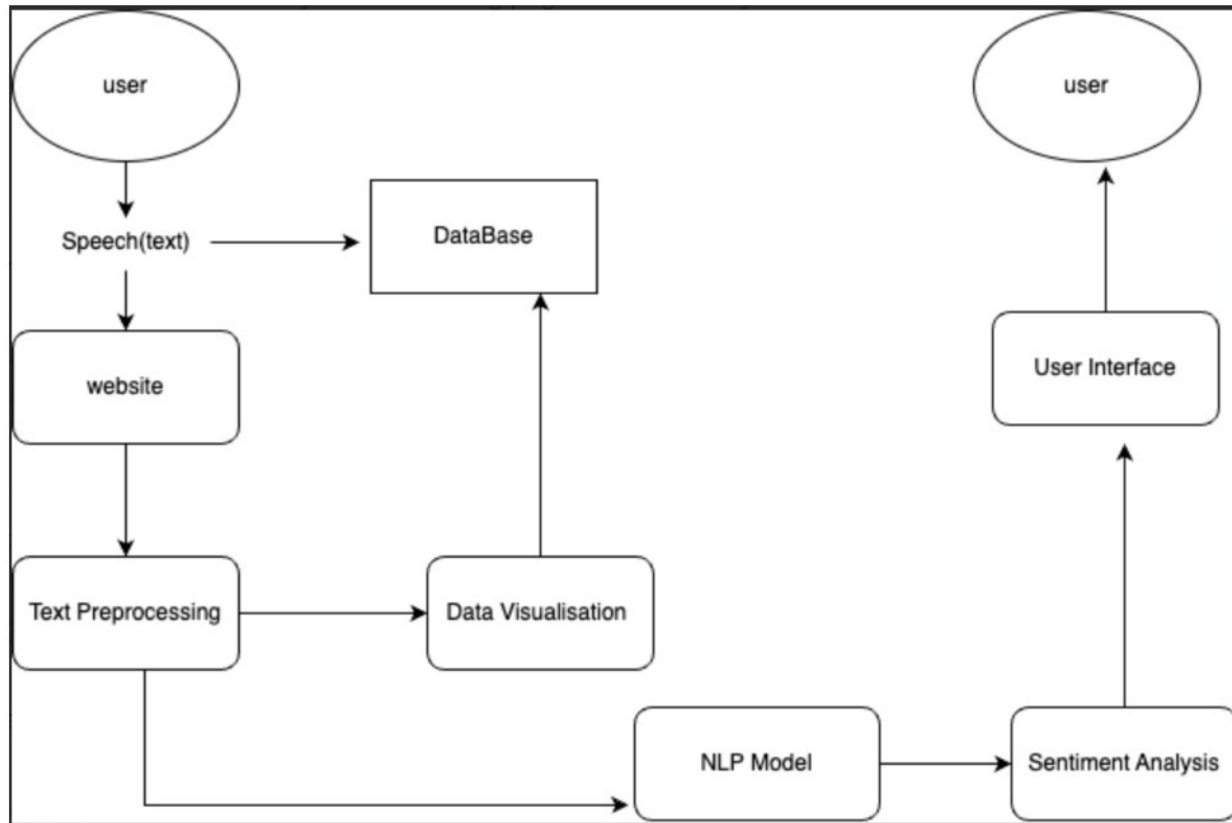 user
user
Speech(text)
DataBase
website
User Interface
Text Preprocessing
Data Visualisation
NLP Model
Sentiment Analysis